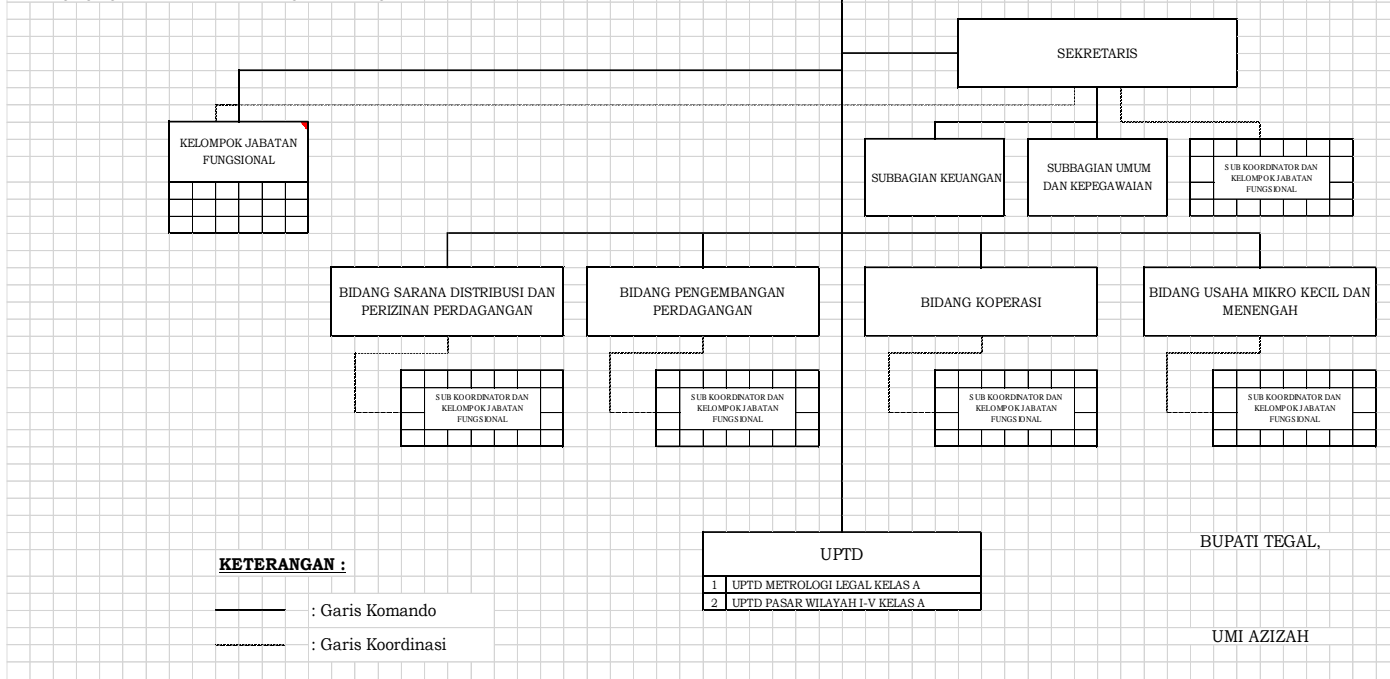 SEKRETARIS
KELOMPOK JABATAN
FUNGSIONAL
SUBBAGIAN KEUANGAN
SUBBAGIAN UMUM
DAN KEPEGAWAIAN
SUB KOORDINATOR DAN
KELOMPOK JABATAN
FUNGSIONAL
BIDANG SARANA DISTRIBUSI DAN
PERIZINAN PERDAGANGAN
BIDANG PENGEMBANGAN
PERDAGANGAN
BIDANG KOPERASI
BIDANG USAHA MIKRO KECIL DAN
MENENGAH
SUB KOORDINATOR DAN
KELOMPOK JABATAN
FUNGSIONAL
SUB KOORDINATOR DAN
KELOMPOK JABATAN
FUNGSIONAL
SUB KOORDINATOR DAN
KELOMPOK JABATAN
FUNGSIONAL
SUB KOORDINATOR DAN
KELOMPOK JABATAN
FUNGSIONAL
UPTD
1 UPTD METROLOGI LEGAL KELAS A
2 UPTD PASAR WILAYAH I-V KELAS A
KETERANGAN :
: Garis Komando
: Garis Koordinasi
BUPATI TEGAL,
UMI AZIZAH